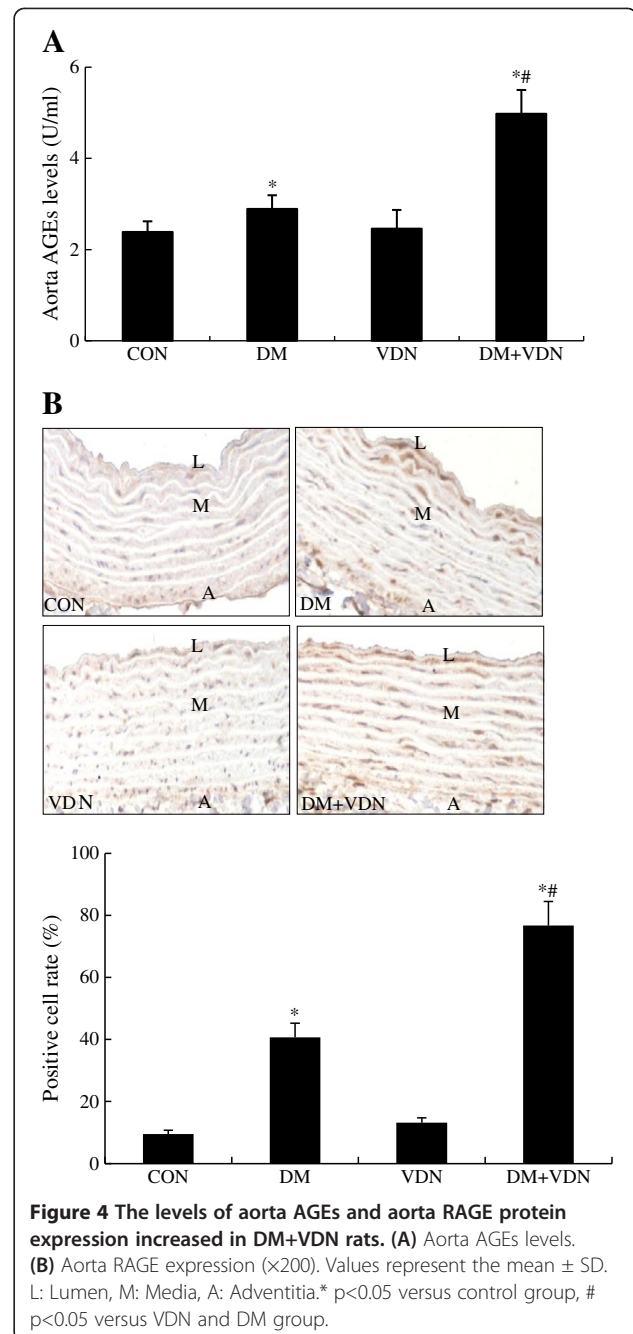 A
Aorta AGEs levels (U/ml)
6
4
2
0
*
*#
CON DM VDN DM+VDN
B
L
M
A
CON
L
M
A
DM
L
M
A
VDN
L
M
A
DM+VDN
Positive cell rate (%)
100
80
60
40
20
0
*
*#
CON DM VDN DM+VDN
Figure 4 The levels of aorta AGEs and aorta RAGE protein
expression increased in DM+VDN rats. (A) Aorta AGEs levels.
(B) Aorta RAGE expression (×200). Values represent the mean ± SD.
L: Lumen, M: Media, A: Adventitia.* p<0.05 versus control group, #
p<0.05 versus VDN and DM group.